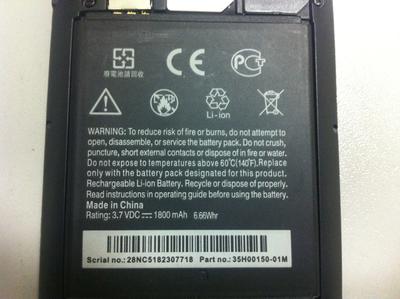 廢電池請回收
CE
PCT
Li-ion
WARNING: To reduce risk of fire or burns, do not attempt to
open, disassemble, or service the battery pack. Do not crush,
puncture, short external contacts or dispose of in fire or water.
Do not expose to temperatures above 60℃(140℉). Replace
only with the battery pack designated for this product.
Rechargeable Li-ion Battery. Recycle or dispose of properly.
Read instructions in operating guide before using the battery.
Made in China
Rating: 3.7 VDC 1800 mAh 6.66Whr
Serial no.: 28NC5182307718 Part no.: 35H00150-01M